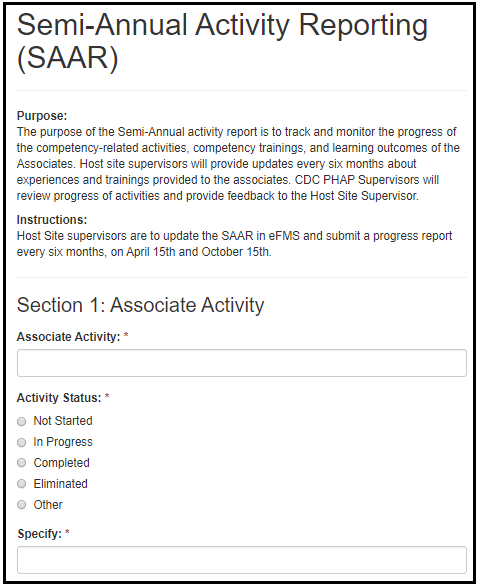 Semi-Annual Activity Reporting
(SAAR)
Purpose:
The purpose of the Semi-Annual activity report is to track and monitor the progress of
the competency-related activities, competency trainings, and learning outcomes of the
Associates. Host site supervisors will provide updates every six months about
experiences and trainings provided to the associates. CDC PHAP Supervisors will
review progress of activities and provide feedback to the Host Site Supervisor.
Instructions:
Host Site supervisors are to update the SAAR in eFMS and submit a progress report
every six months, on April 15th and October 15th.
Section 1: Associate Activity
Associate Activity: *
Activity Status: *
Not Started
In Progress
Completed
Eliminated
Other
Specify: *